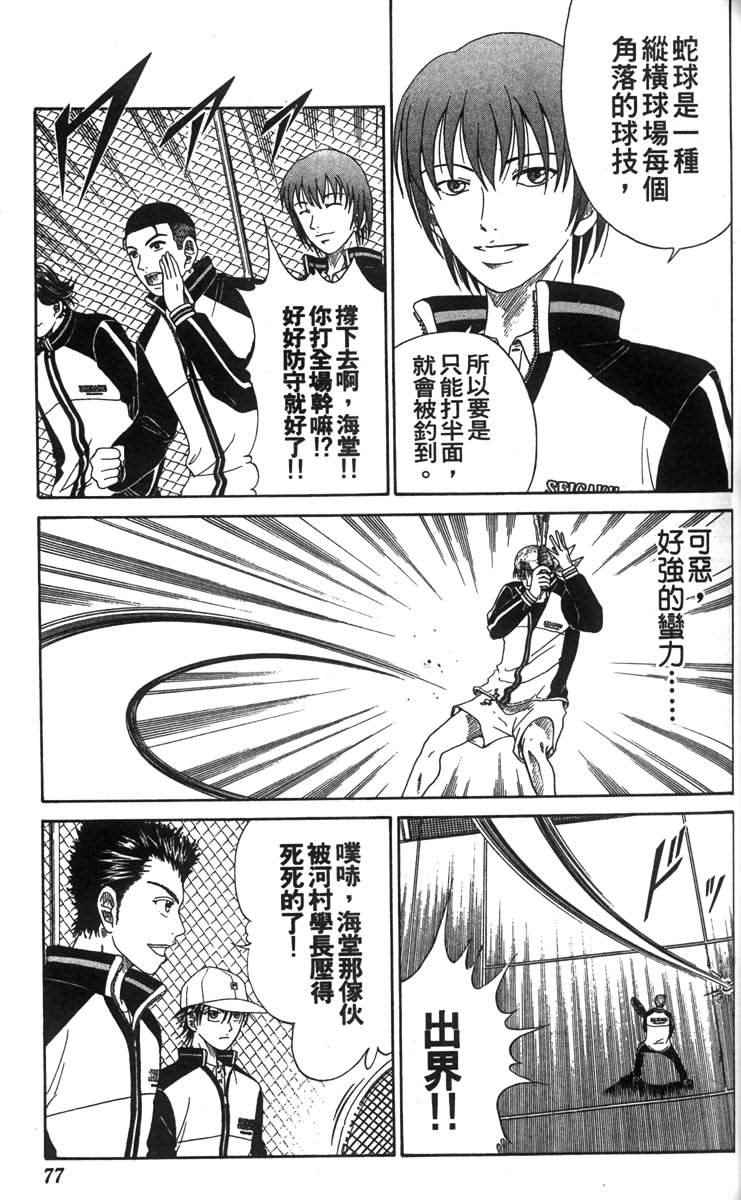 蛇球是一種
縱橫球場每個
角落的球技，
所以要是
只能打半面，
就會被釣到。
SEIGAKU
撐下去啊，海堂!!
你打全場幹嘛!?
好好防守就好了!!
可惡，
好強的蠻力……
出界!!
噗哧，海堂那傢伙
被河村學長壓得
死死的了！
77